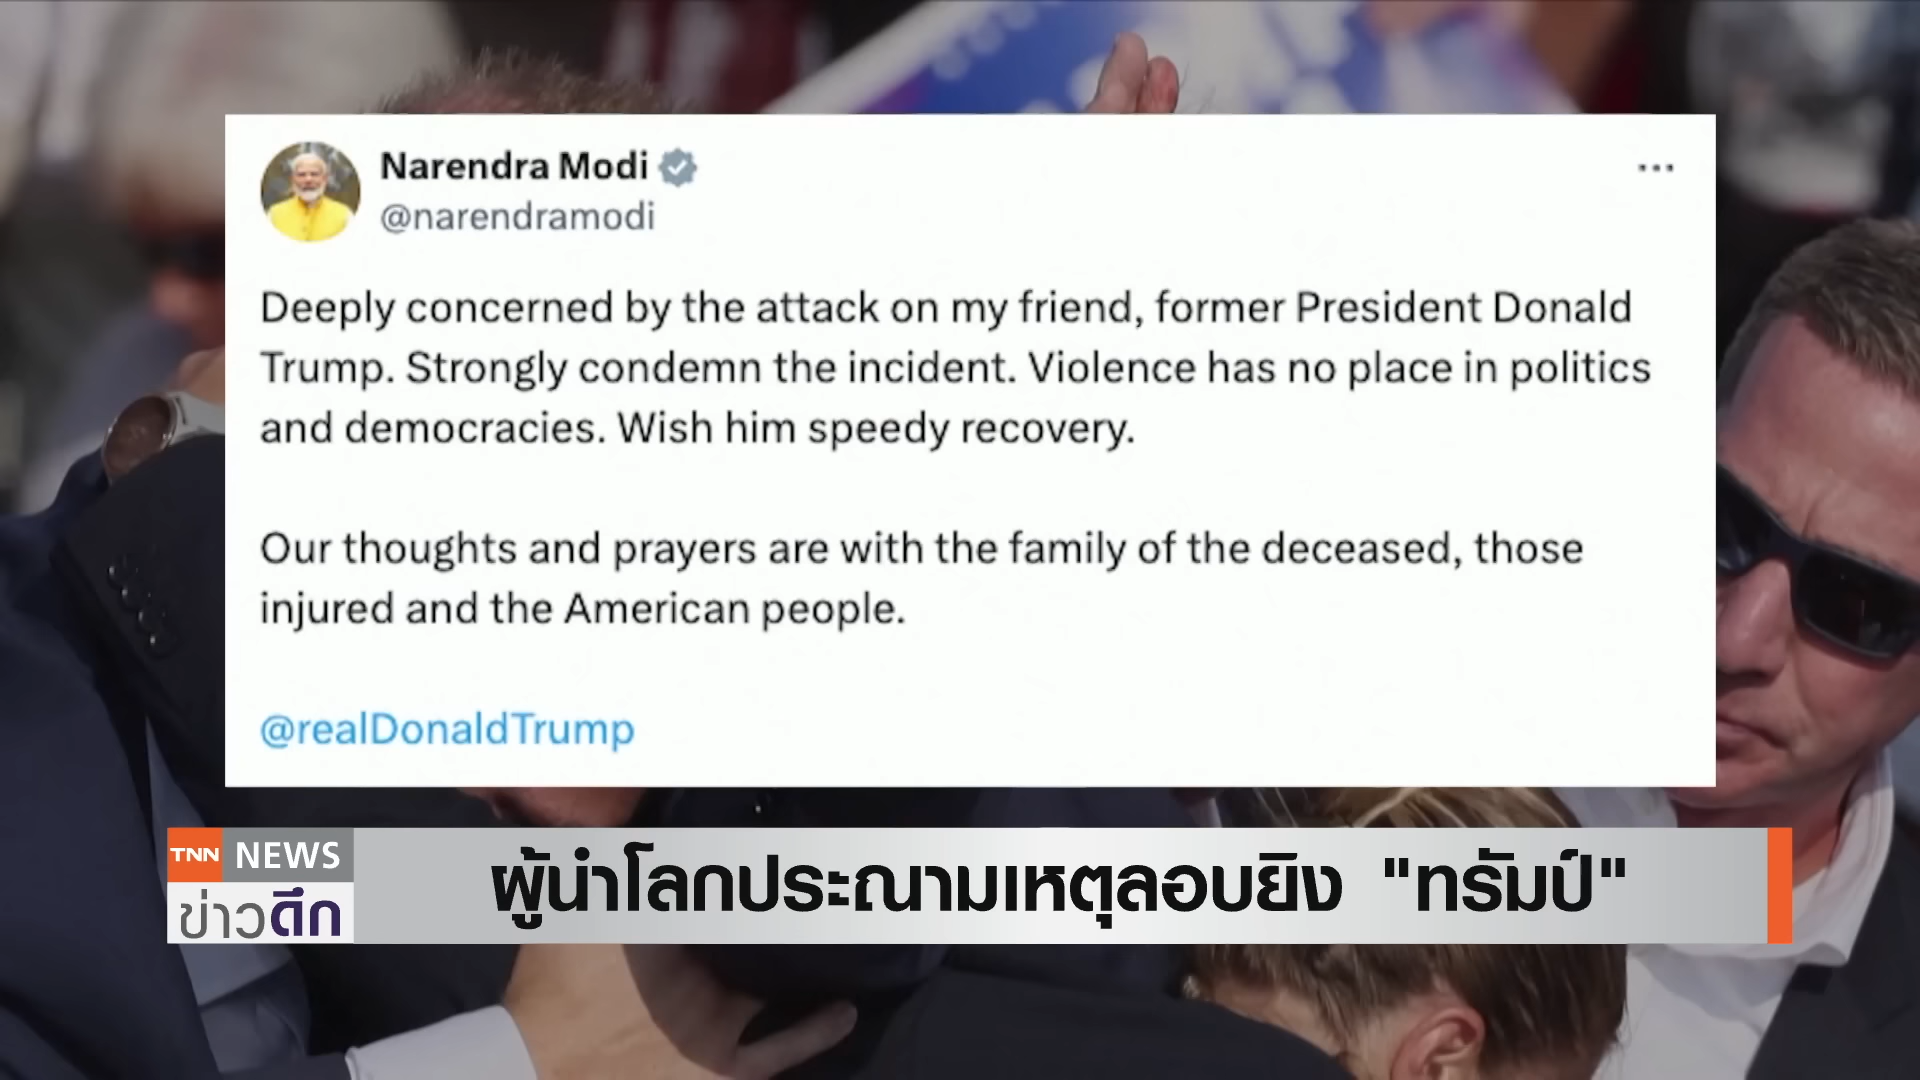 Narendra Modi
@narendramodi
Deeply concerned by the attack on my friend, former President Donald
Trump. Strongly condemn the incident. Violence has no place in politics
and democracies. Wish him speedy recovery.
Our thoughts and prayers are with the family of the deceased, those
injured and the American people.
@realDonaldTrump
TNN NEWS
ข่าวดึก
ผู้นำโลกประณามเหตุลอบยิง "ทรัมป์"